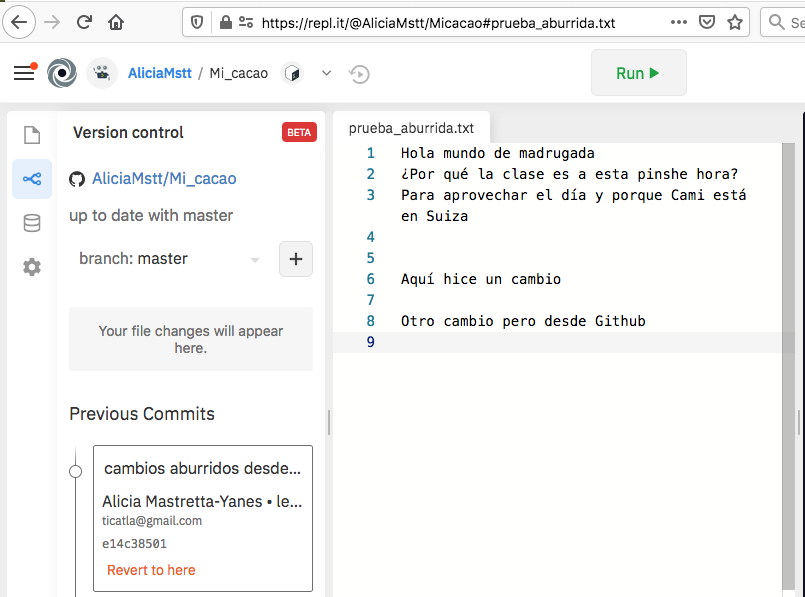 https://repl.it/@AliciaMstt/Micacao#prueba_aburrida.txt
Se
AliciaMstt / Mi_cacao
Run
Version control
BETA
AliciaMstt/Mi_cacao
up to date with master
branch: master
+
Your file changes will appear
here.
Previous Commits
cambios aburridos desde...
Alicia Mastretta-Yanes • le...
ticatla@gmail.com
e14c38501
Revert to here
prueba_aburrida.txt
1 Hola mundo de madrugada
2 ¿Por qué la clase es a esta pinshe hora?
3 Para aprovechar el día y porque Cami está
en Suiza
4
5
6 Aquí hice un cambio
7
8 Otro cambio pero desde Github
9